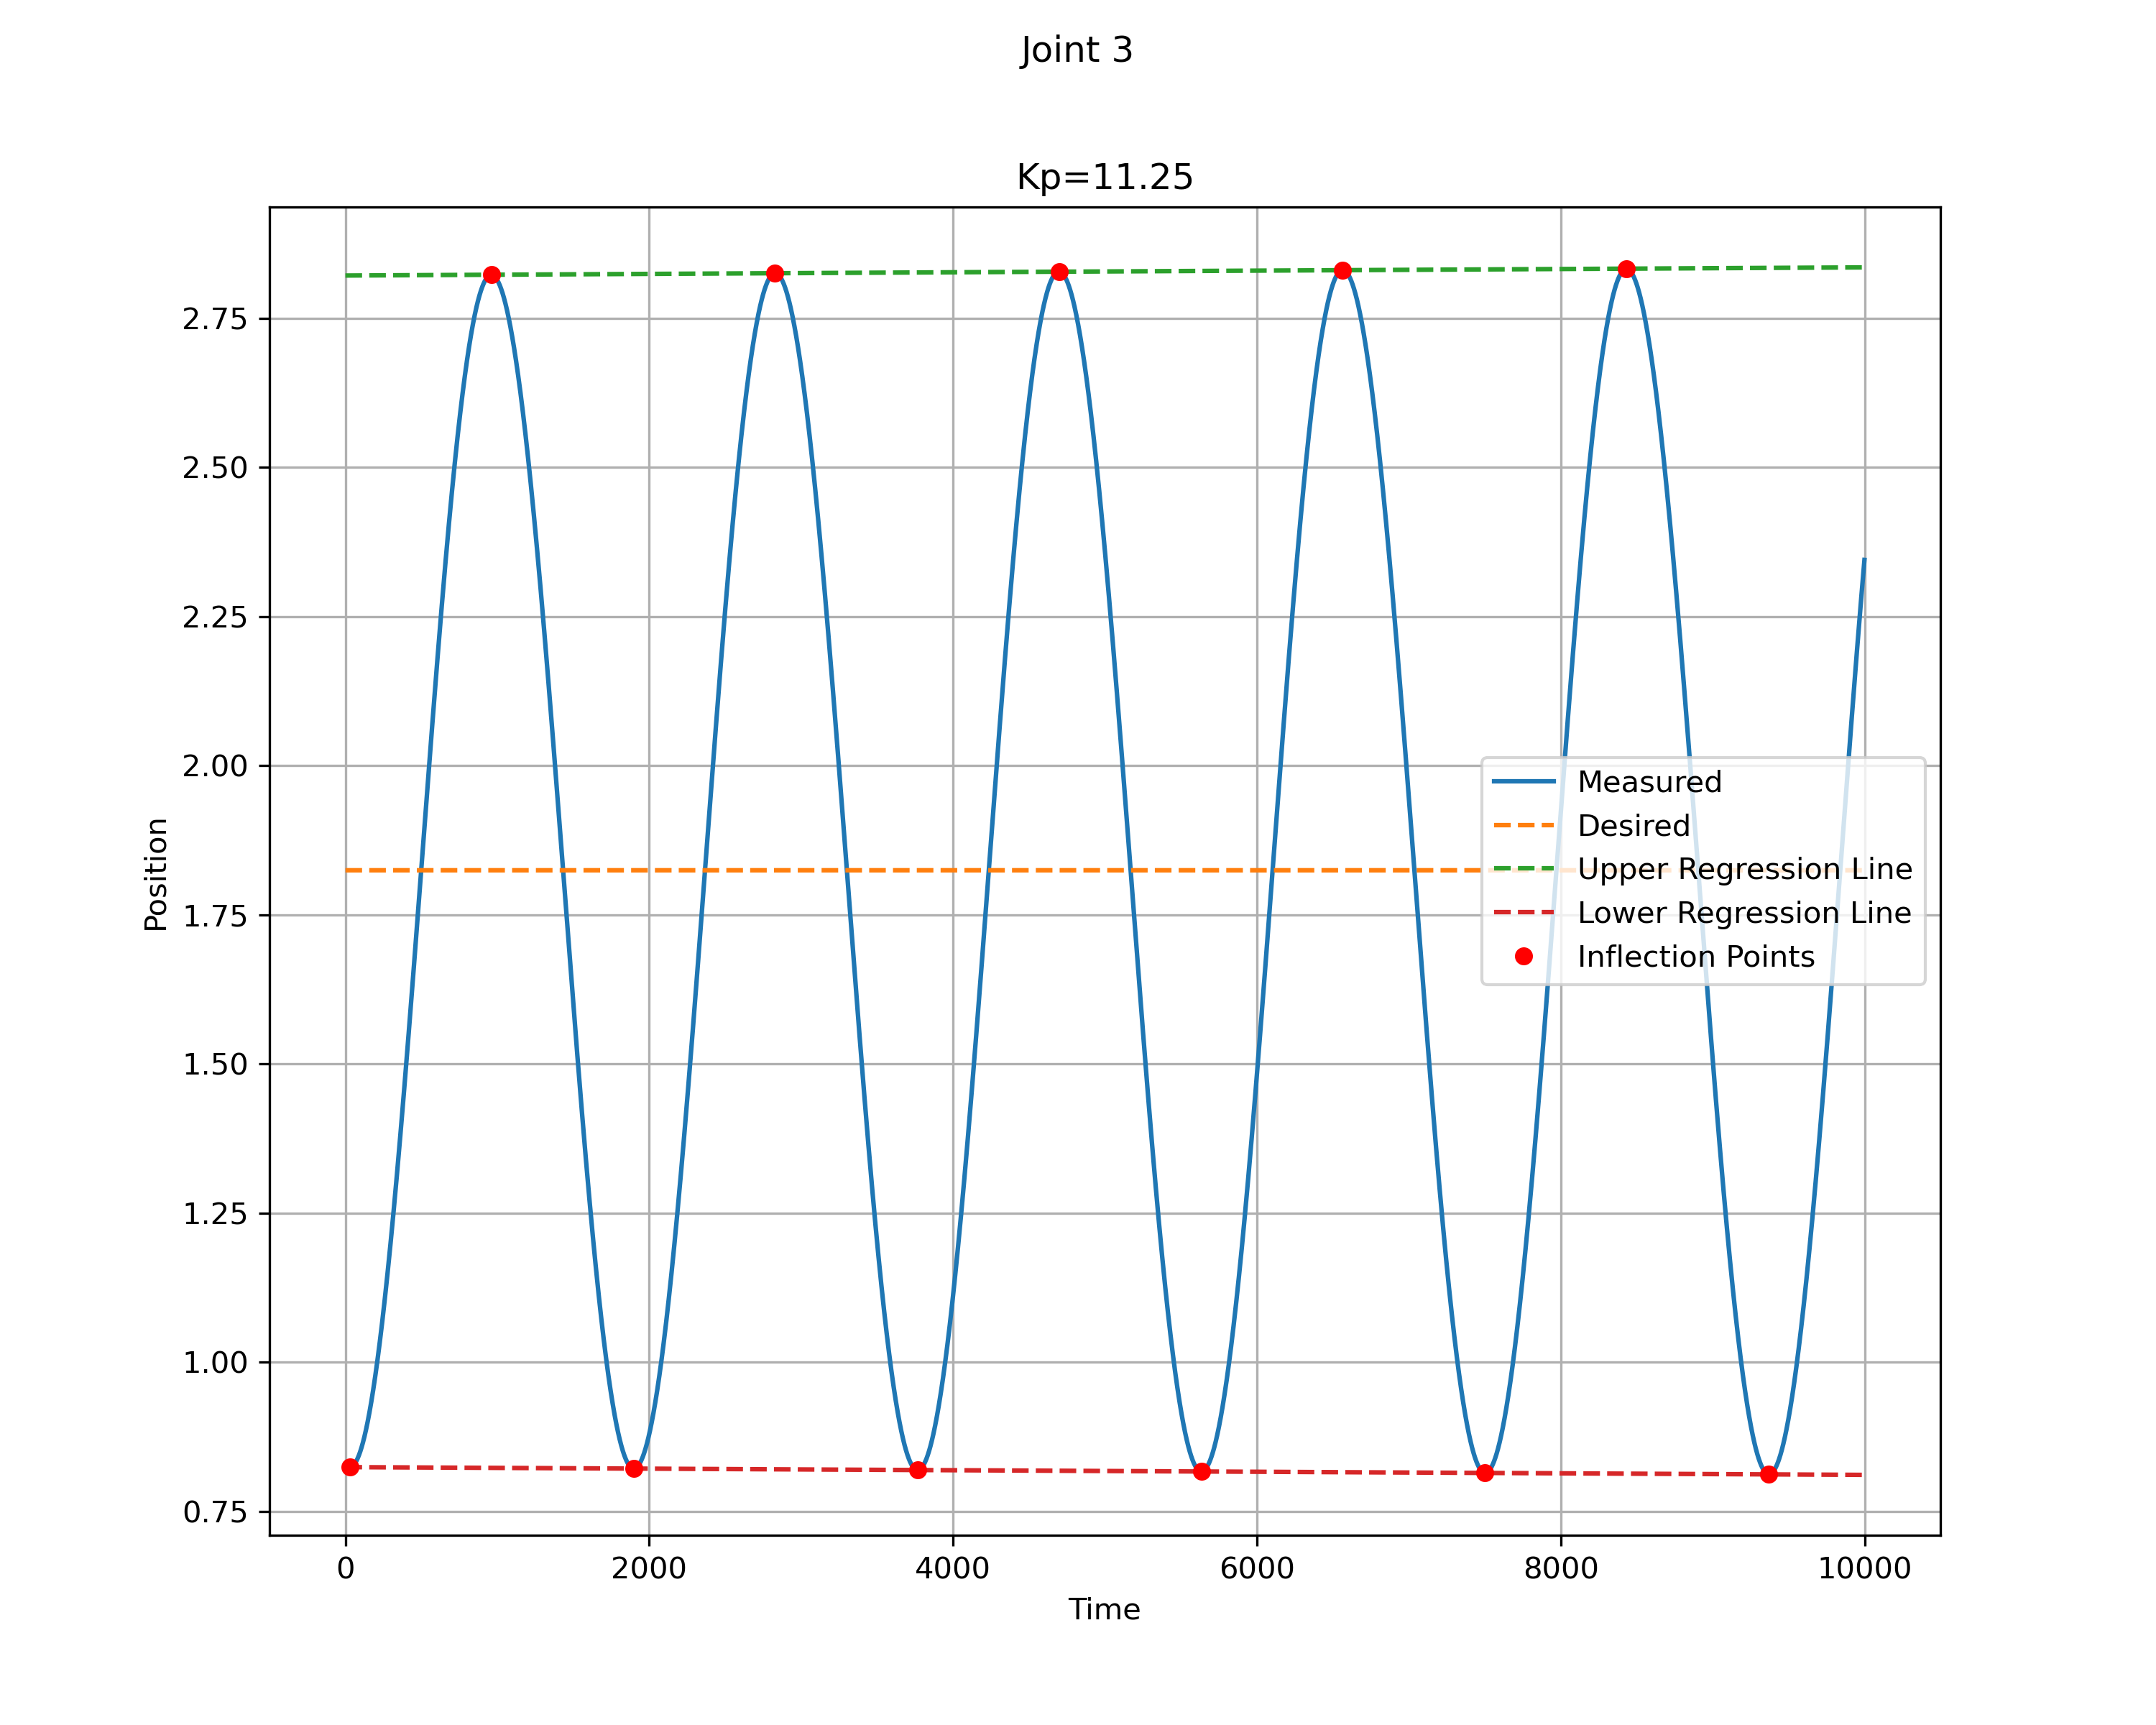 Joint 3
Kp=11.25
Position
2.75
2.50
2.25
2.00
1.75
1.50
1.25
1.00
0.75
Measured
Desired
Upper Regression Line
Lower Regression Line
Inflection Points
0 2000 4000 6000 8000 10000
Time